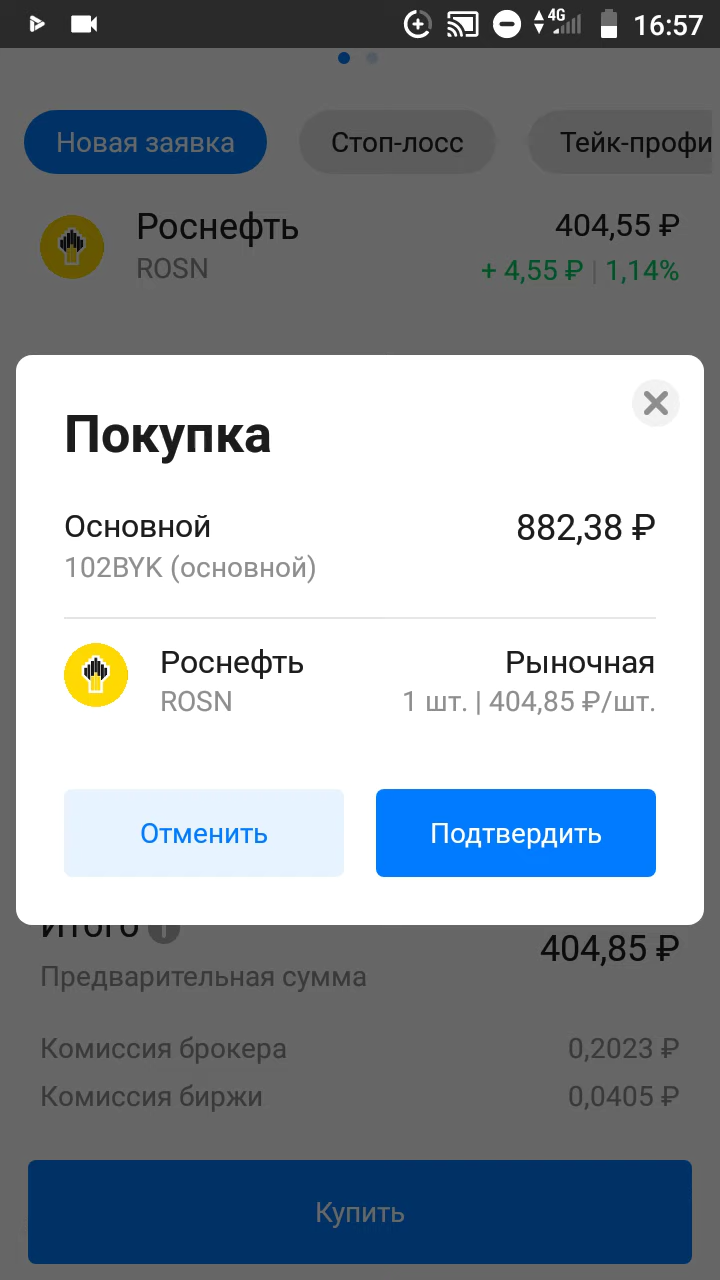 4G 16:57
Новая заявка Стоп-лосс Тейк-профи
Роснефть 404,55 ₽
ROSN + 4,55 ₽ | 1,14%
Покупка
Основной 882,38 ₽
102BYK (основной)
Роснефть Рыночная
ROSN 1 шт. | 404,85 ₽/шт.
Отменить Подтвердить
Итого 404,85 ₽
Предварительная сумма
Комиссия брокера 0,2023 ₽
Комиссия биржи 0,0405 ₽
Купить